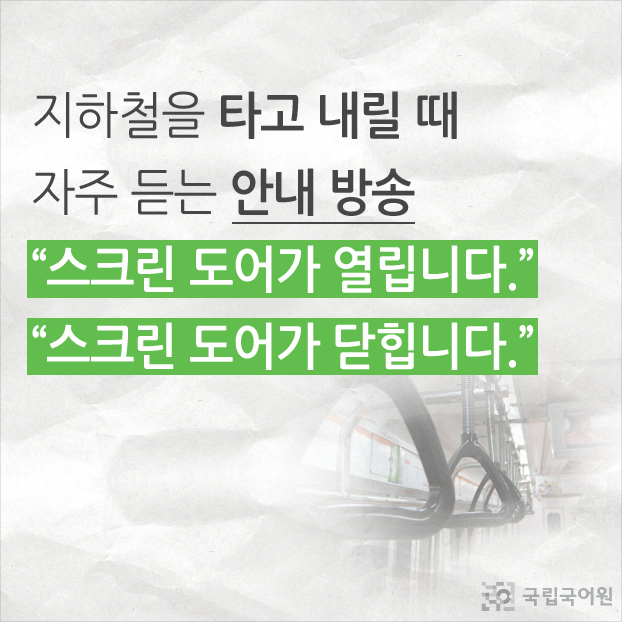 지하철을 타고 내릴 때
자주 듣는 안내 방송
“스크린 도어가 열립니다.”
“스크린 도어가 닫힙니다.”
국립국어원